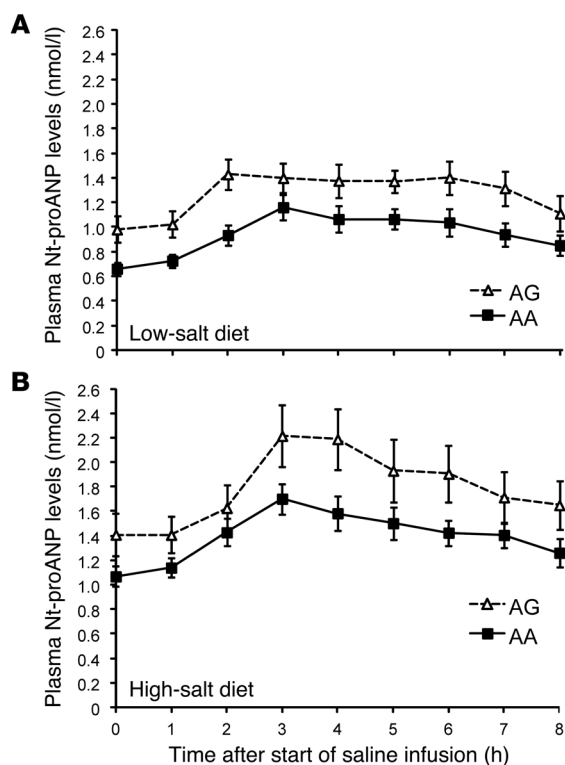 A
Plasma Nt-proANP levels (nmol/l)
2.6
2.4
2.2
2.0
1.8
1.6
1.4
1.2
1.0
0.8
0.6
0.4
0.2
0
AG
AA
Low-salt diet
B
Plasma Nt-proANP levels (nmol/l)
2.6
2.4
2.2
2.0
1.8
1.6
1.4
1.2
1.0
0.8
0.6
0.4
0.2
0
AG
AA
High-salt diet
0 1 2 3 4 5 6 7 8
Time after start of saline infusion (h)